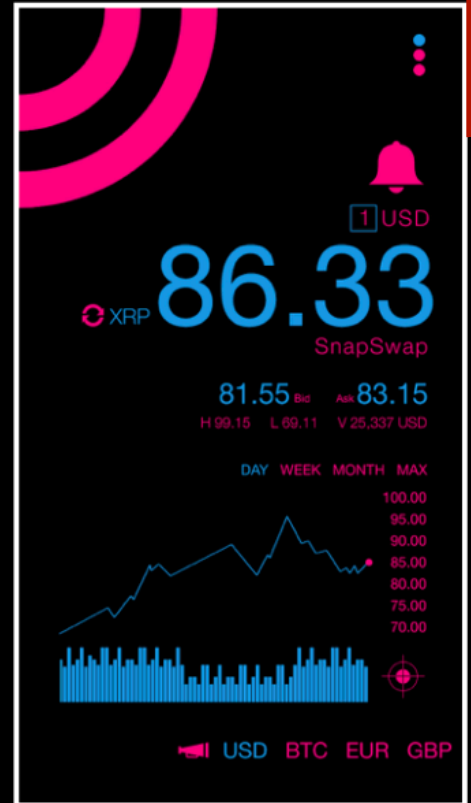 1 USD
XRP 86.33
SnapSwap
81.55 Bid Ask 83.15
H 99.15 L 69.11 V 25,337 USD
DAY WEEK MONTH MAX
100.00
95.00
90.00
85.00
80.00
75.00
70.00
USD BTC EUR GBP